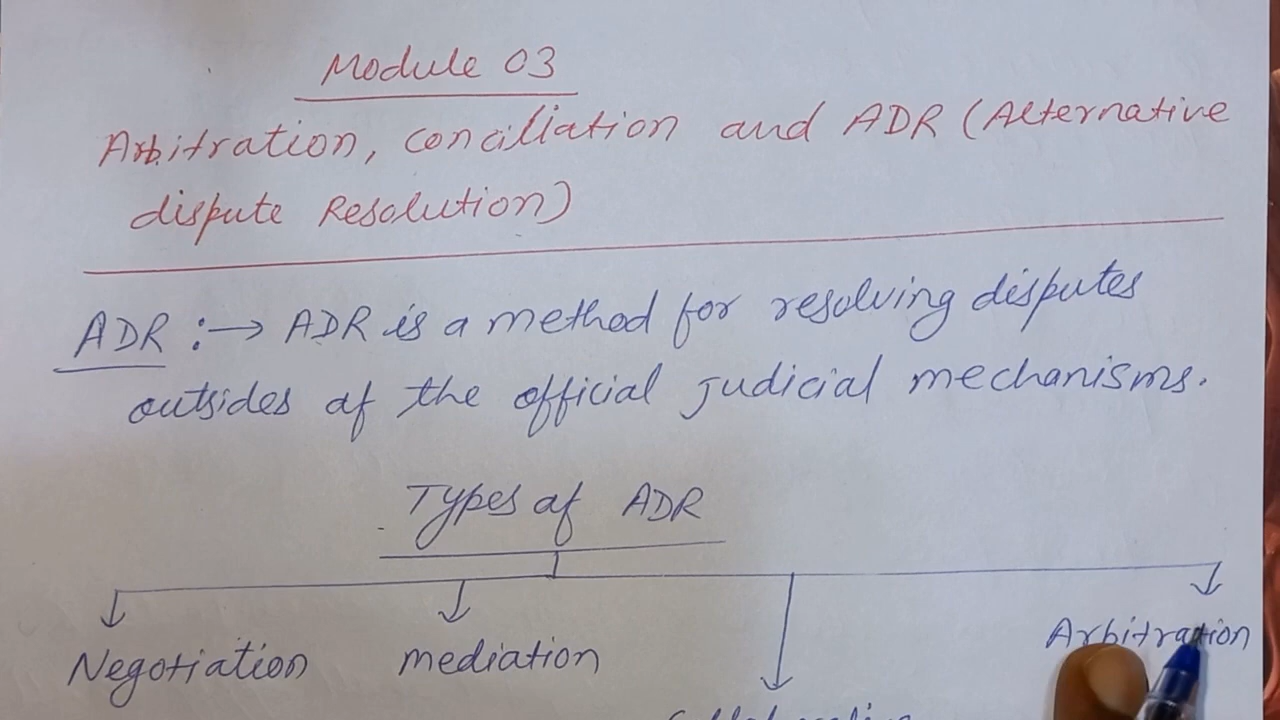 Module 03
Arbitration, conciliation and ADR (Alternative
dispute Resolution)
ADR :→ ADR is a method for resolving disputes
outsides of the official judicial mechanisms.
Types of ADR
Negotiation mediation Arbitration